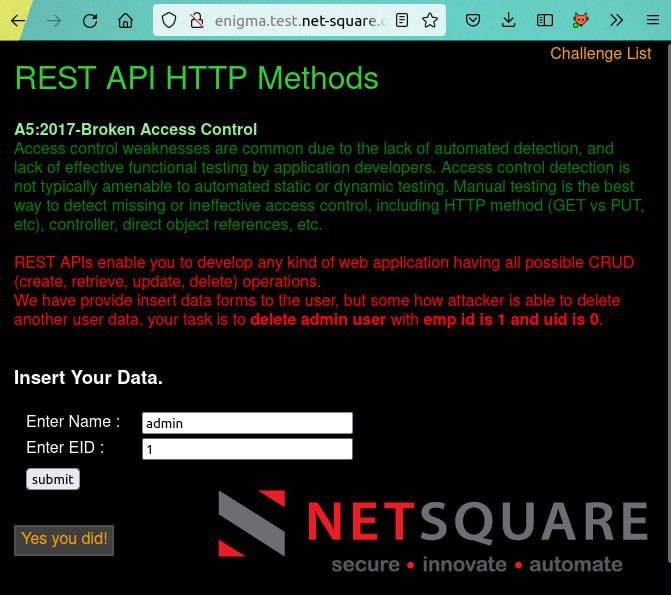 enigma.test.net-square.c
Challenge List
REST API HTTP Methods
A5:2017-Broken Access Control
Access control weaknesses are common due to the lack of automated detection, and
lack of effective functional testing by application developers. Access control detection is
not typically amenable to automated static or dynamic testing. Manual testing is the best
way to detect missing or ineffective access control, including HTTP method (GET vs PUT,
etc), controller, direct object references, etc.
REST APIs enable you to develop any kind of web application having all possible CRUD
(create, retrieve, update, delete) operations.
We have provide insert data forms to the user, but some how attacker is able to delete
another user data, your task is to delete admin user with emp id is 1 and uid is 0.
Insert Your Data.
Enter Name : admin
Enter EID : 1
submit
Yes you did!
NETSQUARE
secure • innovate • automate